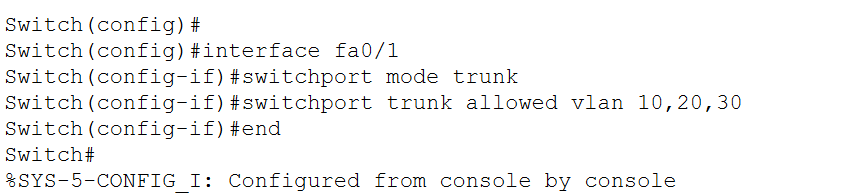 Switch(config)#
Switch(config)#interface fa0/1
Switch(config-if)#switchport mode trunk
Switch(config-if)#switchport trunk allowed vlan 10,20,30
Switch(config-if)#end
Switch#
%SYS-5-CONFIG_I: Configured from console by console